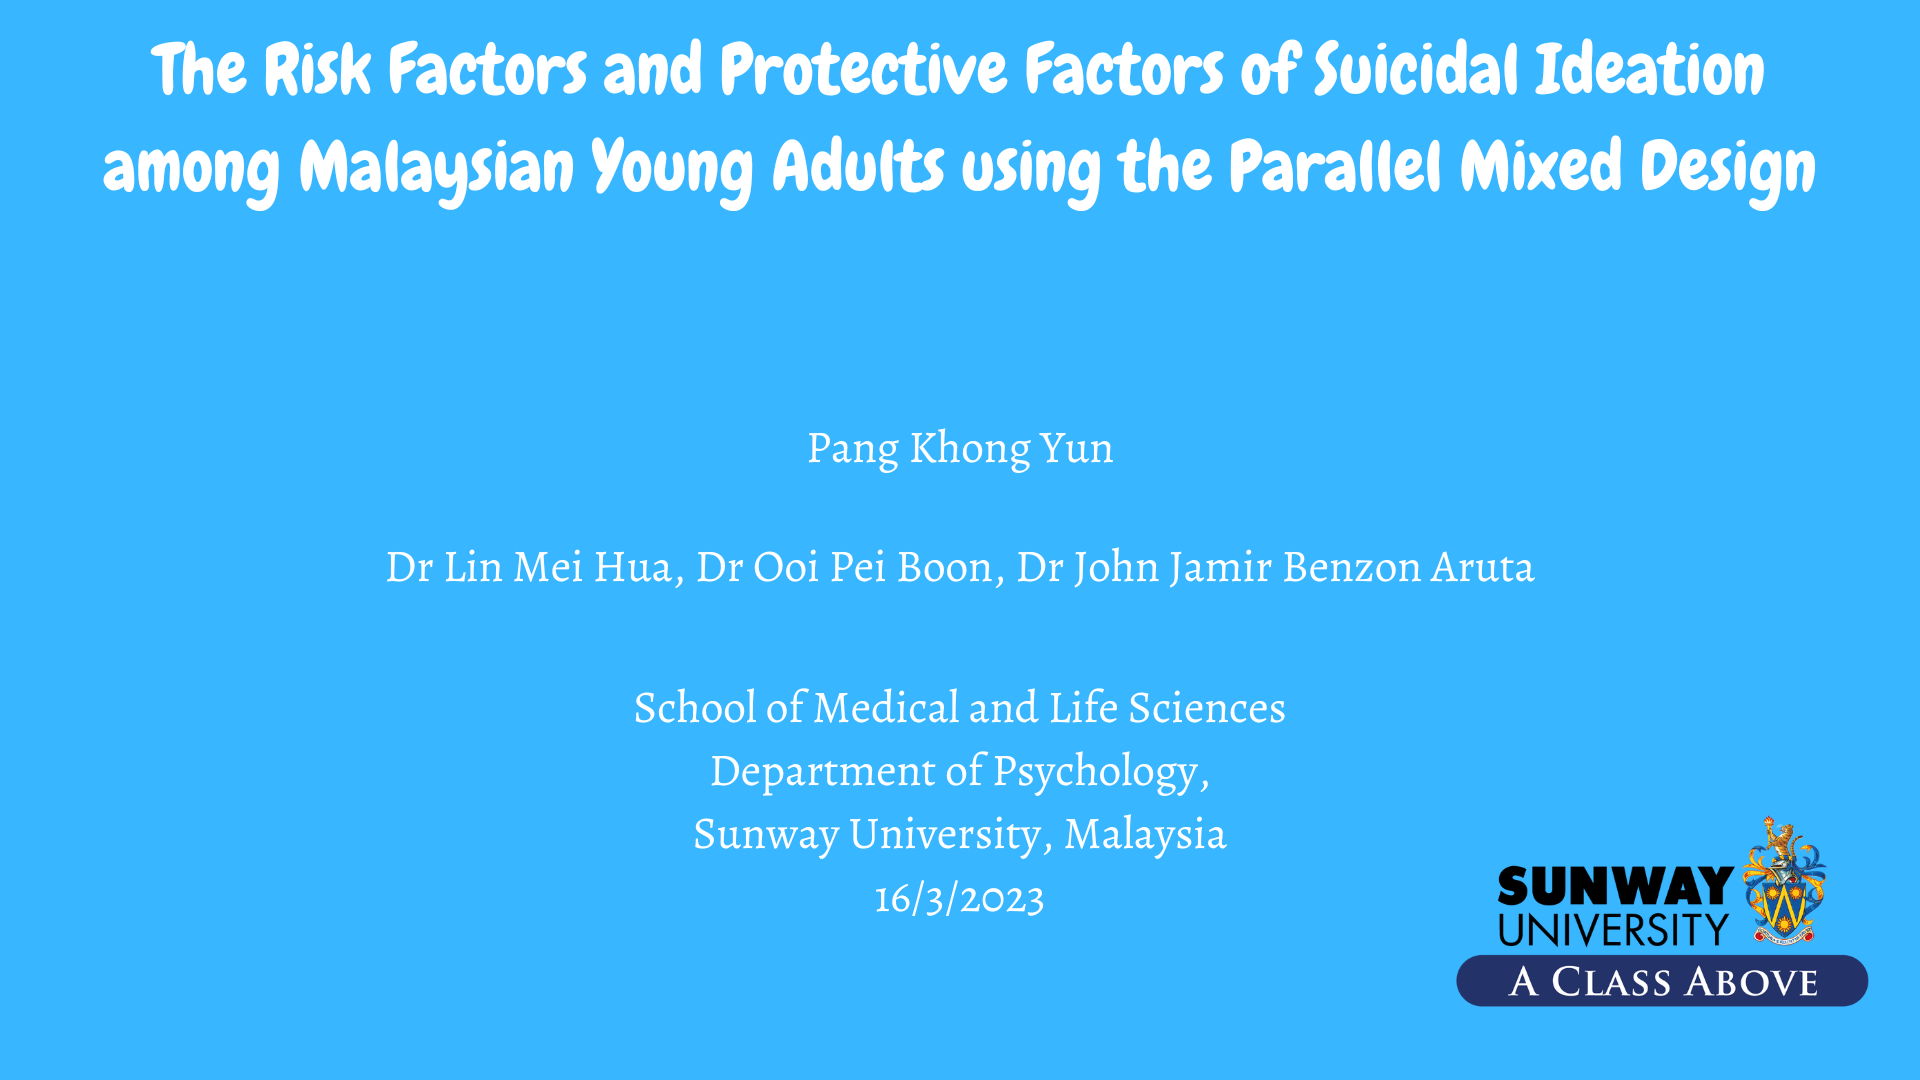 The Risk Factors and Protective Factors of Suicidal Ideation
among Malaysian Young Adults using the Parallel Mixed Design
Pang Khong Yun
Dr Lin Mei Hua, Dr Ooi Pei Boon, Dr John Jamir Benzon Aruta
School of Medical and Life Sciences
Department of Psychology,
Sunway University, Malaysia
16/3/2023
SUNWAY
UNIVERSITY
A CLASS ABOVE